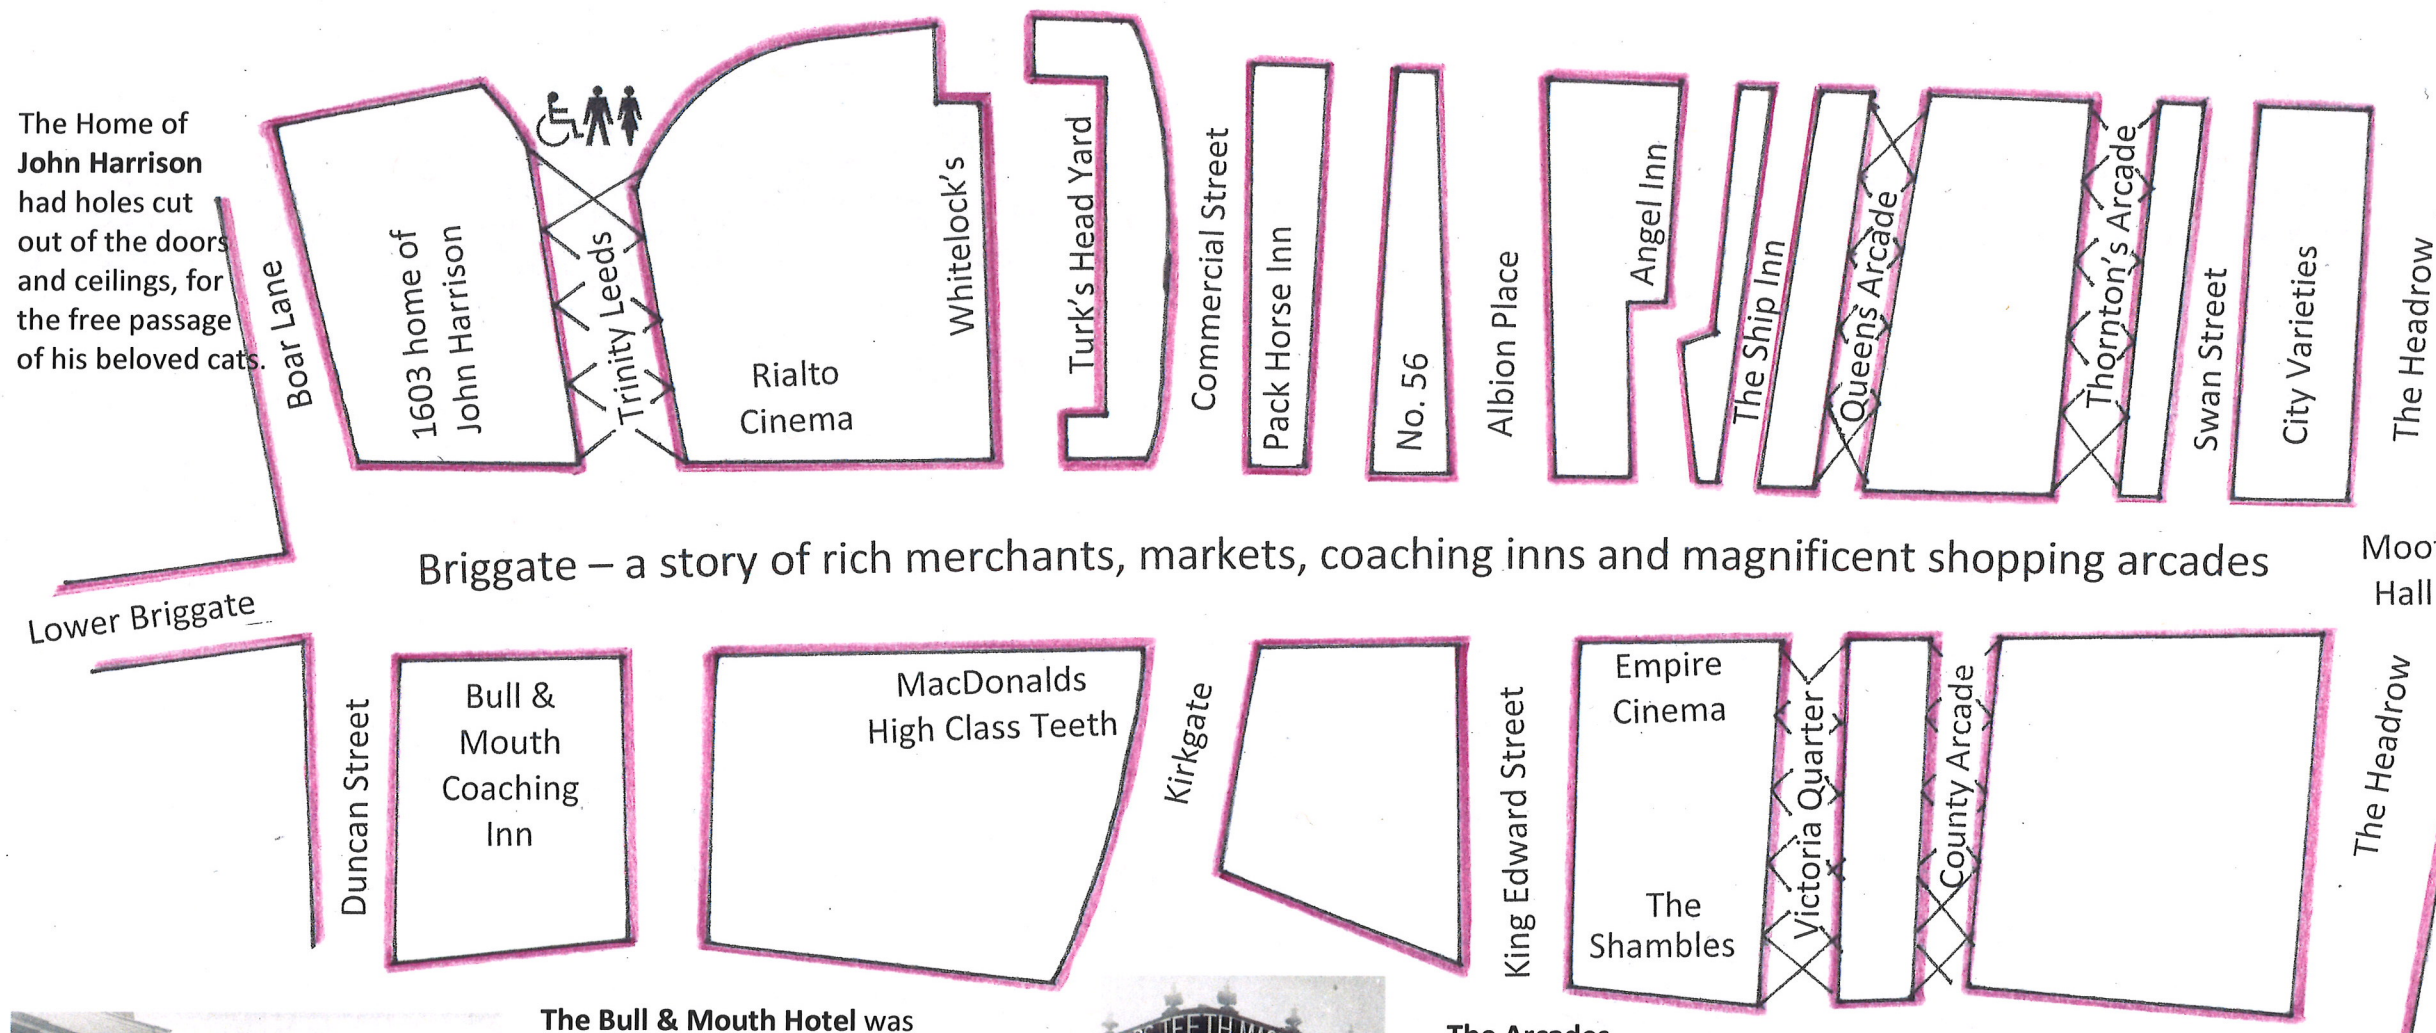 The Home of
John Harrison
had holes cut
out of the doors
and ceilings, for
the free passage
of his beloved cats.
Boar Lane
1603 home of
John Harrison
Trinity Leeds
Rialto
Cinema
Whitelock's
Turk's Head Yard
Commercial Street
Pack Horse Inn
No. 56
Albion Place
Angel Inn
The Ship Inn
Queens Arcade
Thornton's Arcade
Swan Street
City Varieties
The Headrow
Briggate – a story of rich merchants, markets, coaching inns and magnificent shopping arcades
Moot
Hall
Lower Briggate
Duncan Street
Bull &
Mouth
Coaching
Inn
MacDonalds
High Class Teeth
Kirkgate
King Edward Street
Empire
Cinema
The
Shambles
Victoria Quarter
County Arcade
The Headrow
The Bull & Mouth Hotel was
The Arcades